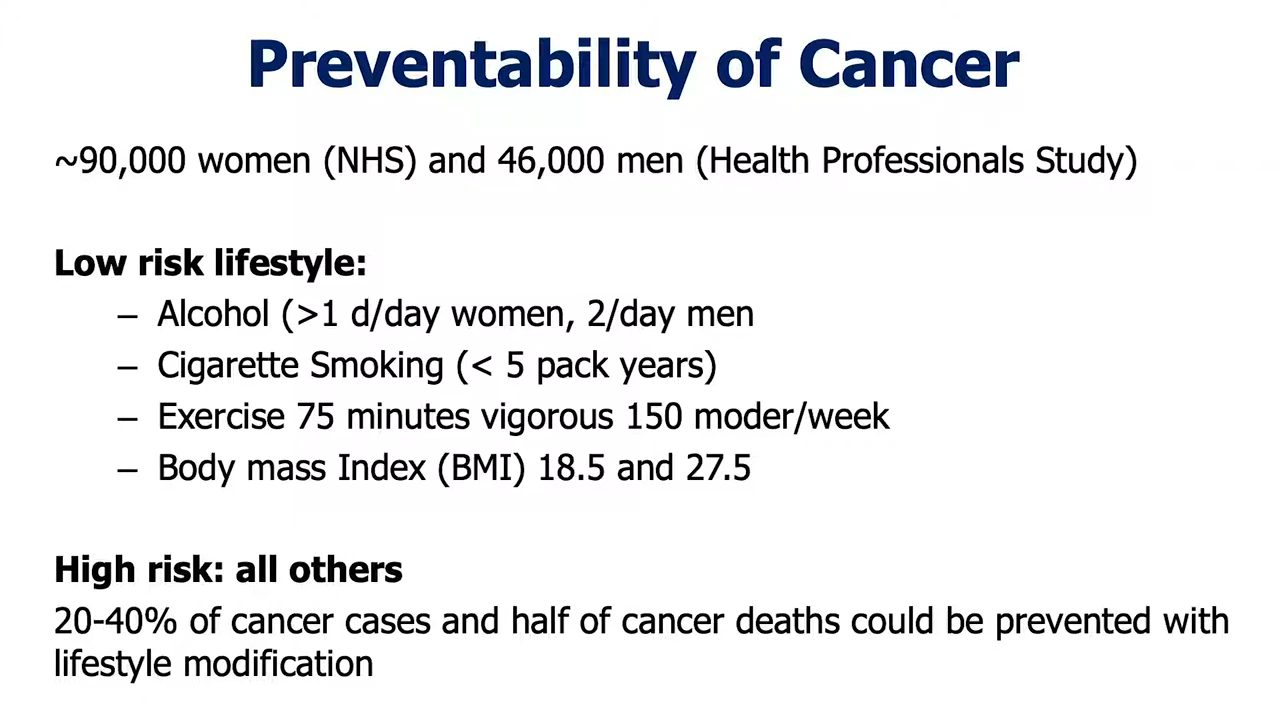 Preventability of Cancer
~90,000 women (NHS) and 46,000 men (Health Professionals Study)
Low risk lifestyle:
– Alcohol (>1 d/day women, 2/day men
– Cigarette Smoking (< 5 pack years)
– Exercise 75 minutes vigorous 150 moder/week
– Body mass Index (BMI) 18.5 and 27.5
High risk: all others
20-40% of cancer cases and half of cancer deaths could be prevented with
lifestyle modification